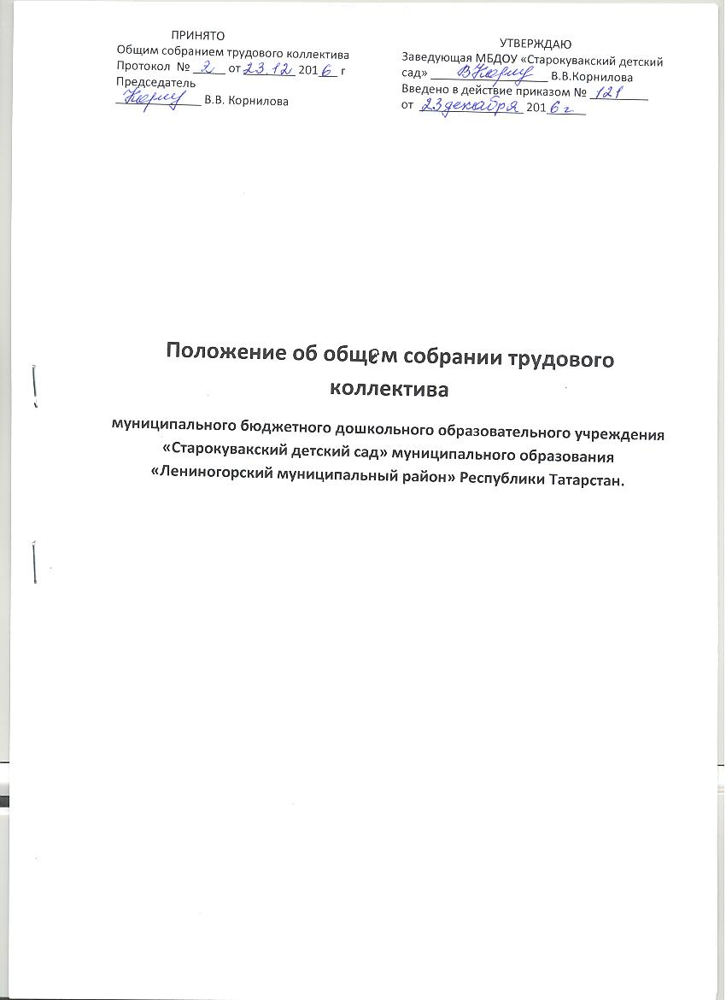 ПРИНЯТО
Общим собранием трудового коллектива
Протокол № 2 от 23.12 2016 г
Председатель
В.В. Корнилова
УТВЕРЖДАЮ
Заведующая МБДОУ «Старокувакский детский
сад» В.В.Корнилова
Введено в действие приказом № 121
от 23 декабря 2016 г
Положение об общем собрании трудового
коллектива
муниципального бюджетного дошкольного образовательного учреждения
«Старокувакский детский сад» муниципального образования
«Лениногорский муниципальный район» Республики Татарстан.